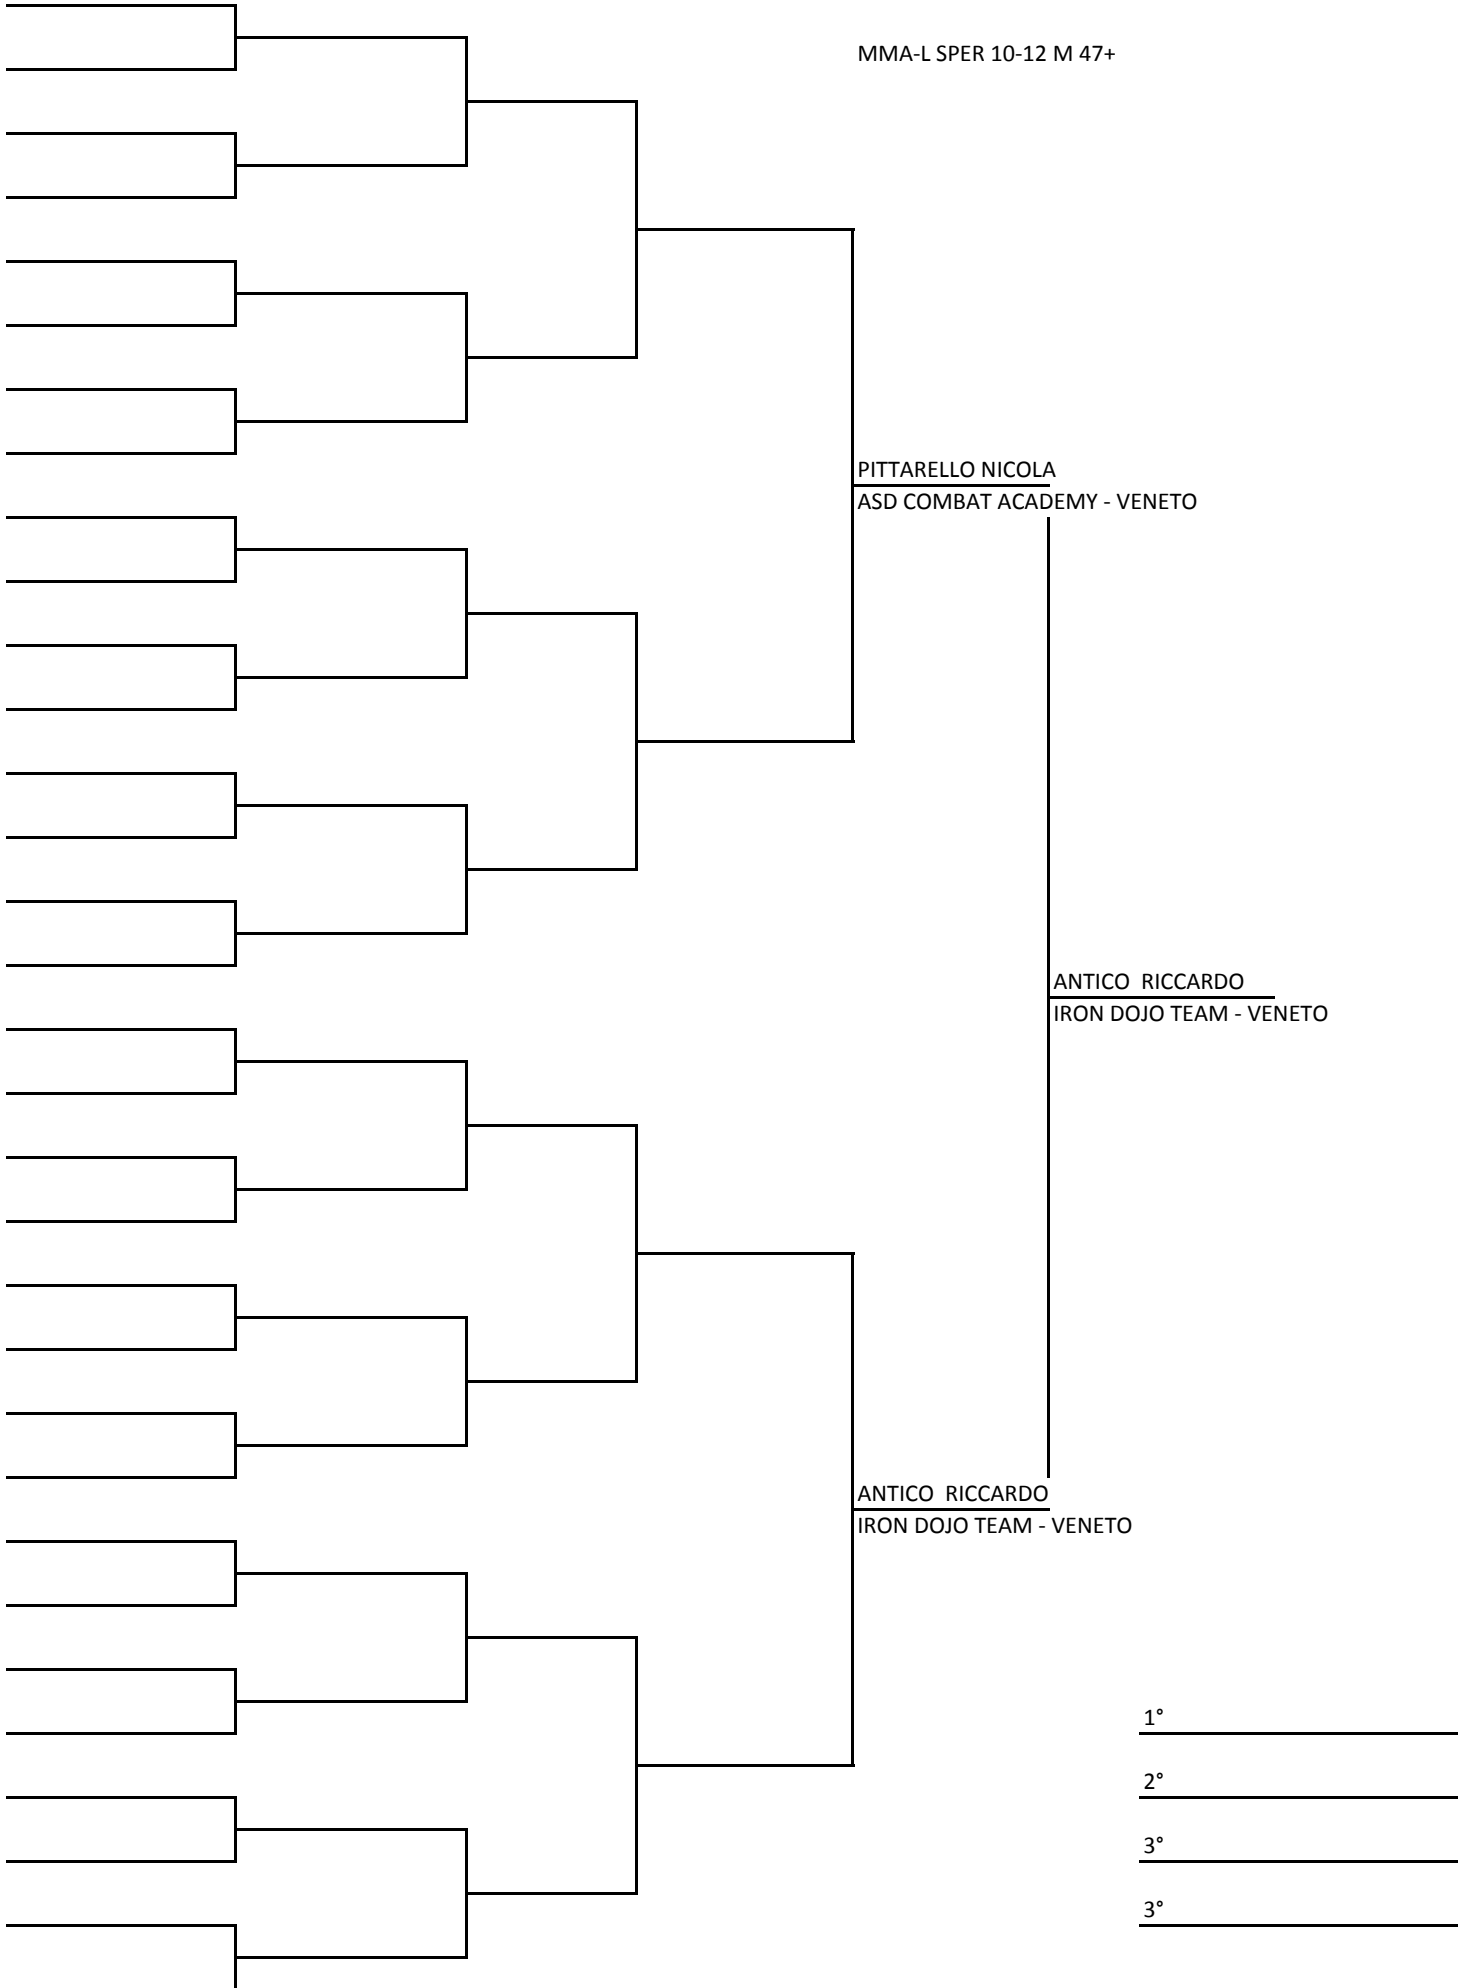 MMA-L SPER 10-12 M 47+
PITTARELLO NICOLA
ASD COMBAT ACADEMY - VENETO
ANTICO  RICCARDO
IRON DOJO TEAM - VENETO
ANTICO  RICCARDO
IRON DOJO TEAM - VENETO
1°
2°
3°
3°